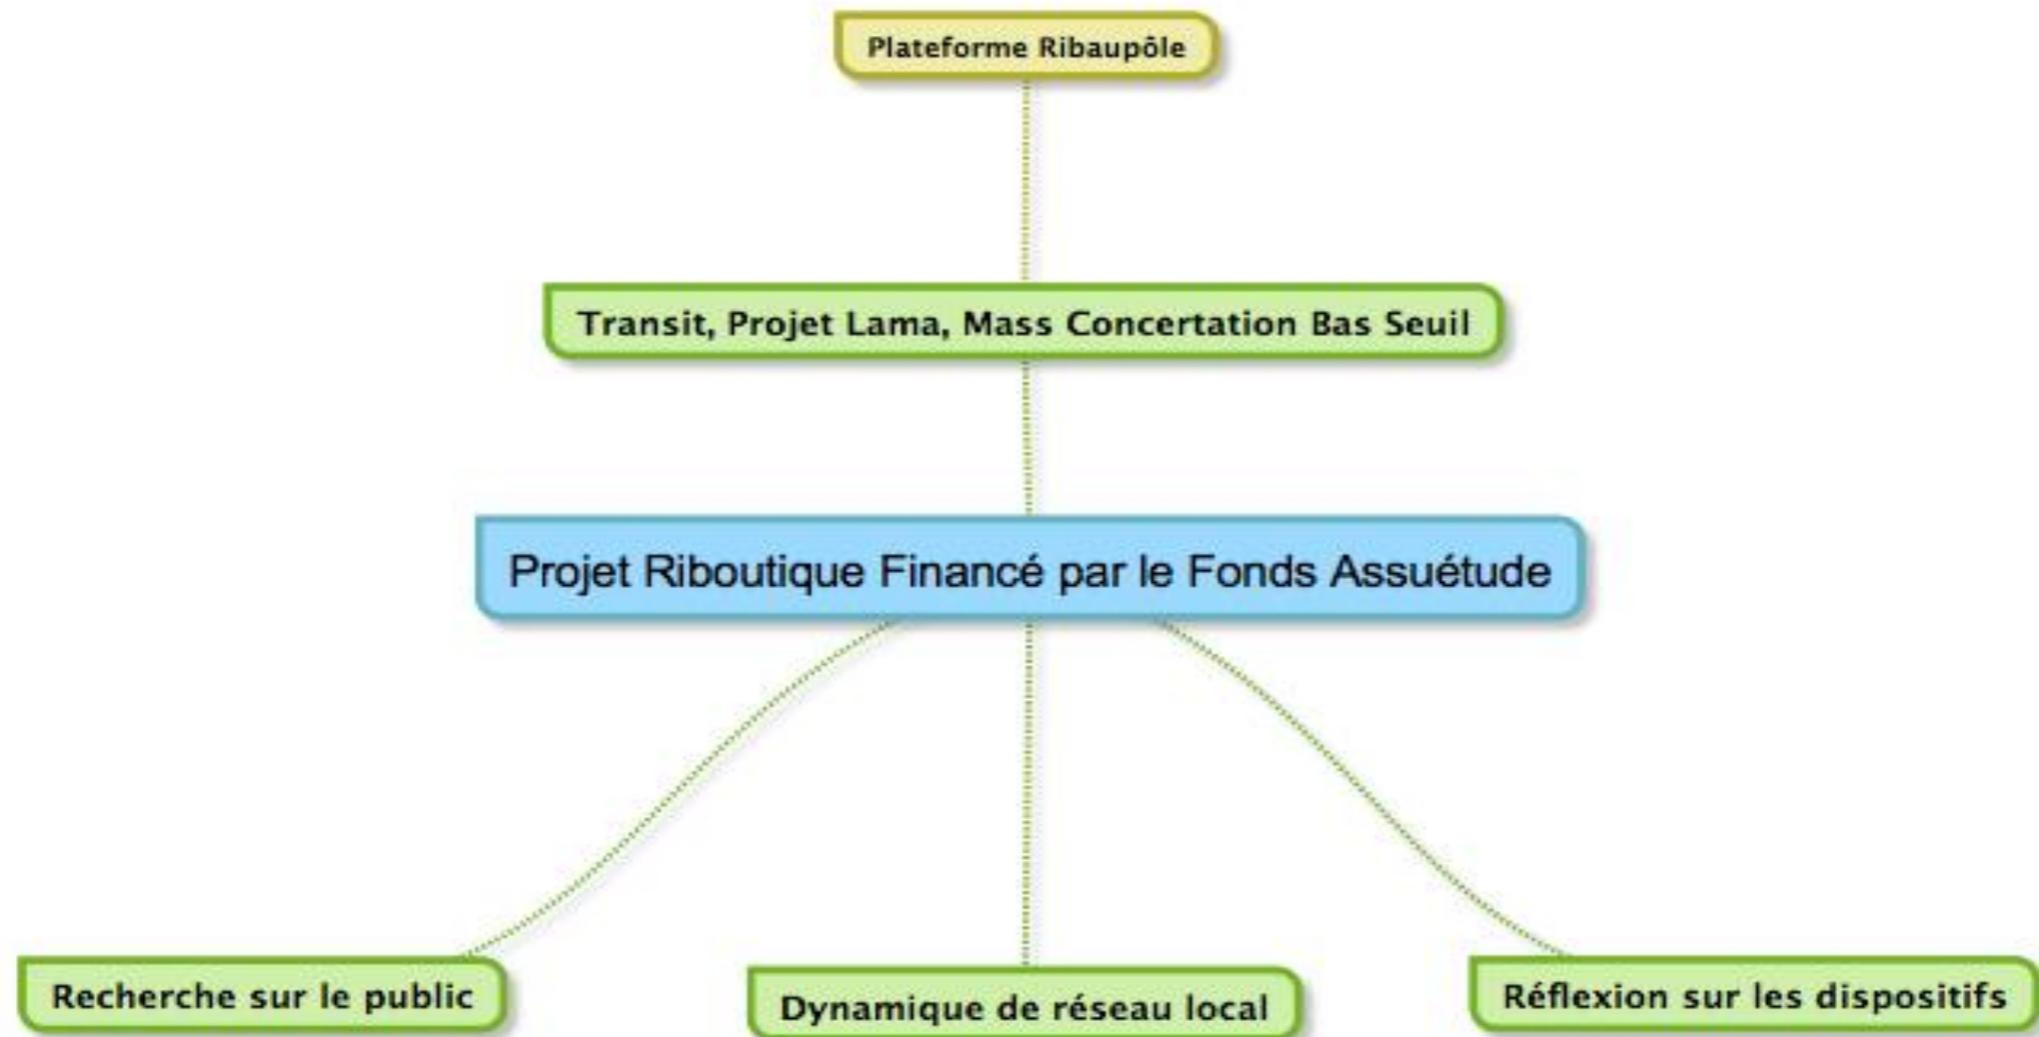 Plateforme Ribaupôle
Transit, Projet Lama, Mass Concertation Bas Seuil
Projet Riboutique Financé par le Fonds Assuétude
Recherche sur le public
Dynamique de réseau local
Réflexion sur les dispositifs